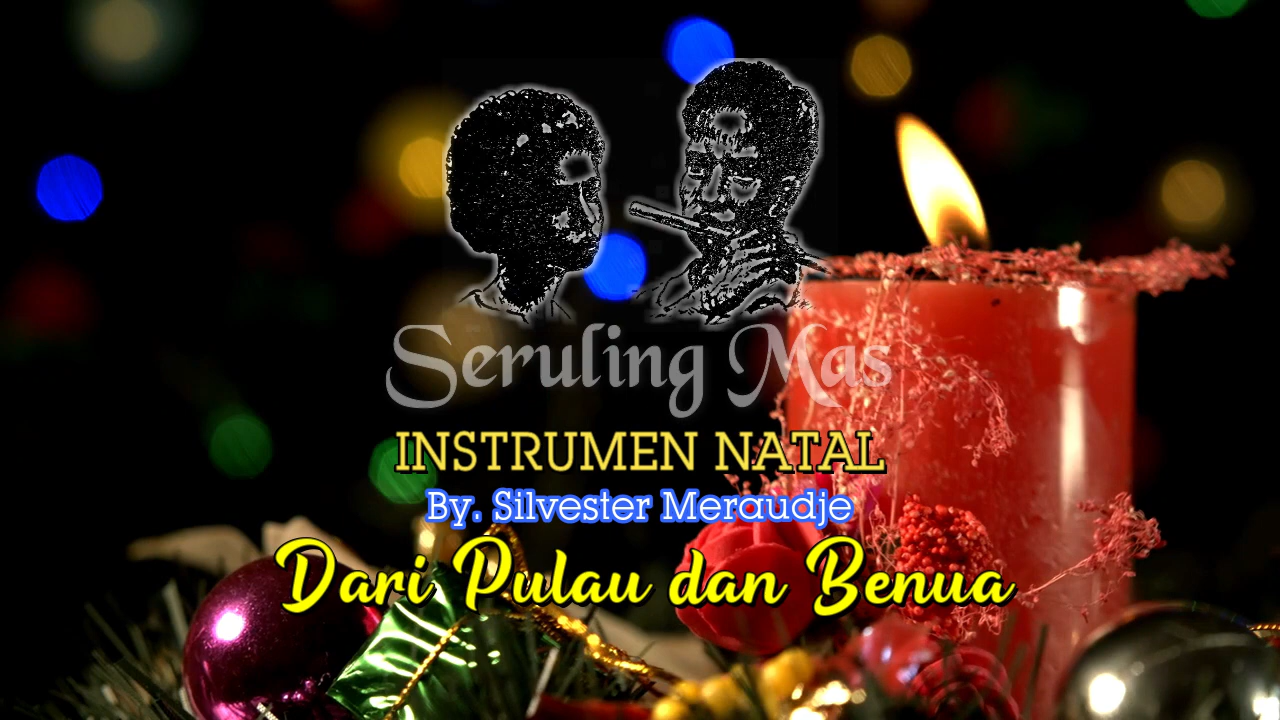 Seruling Mas
INSTRUMEN NATAL
By. Silvester Meraudje
Dari Pulau dan Benua